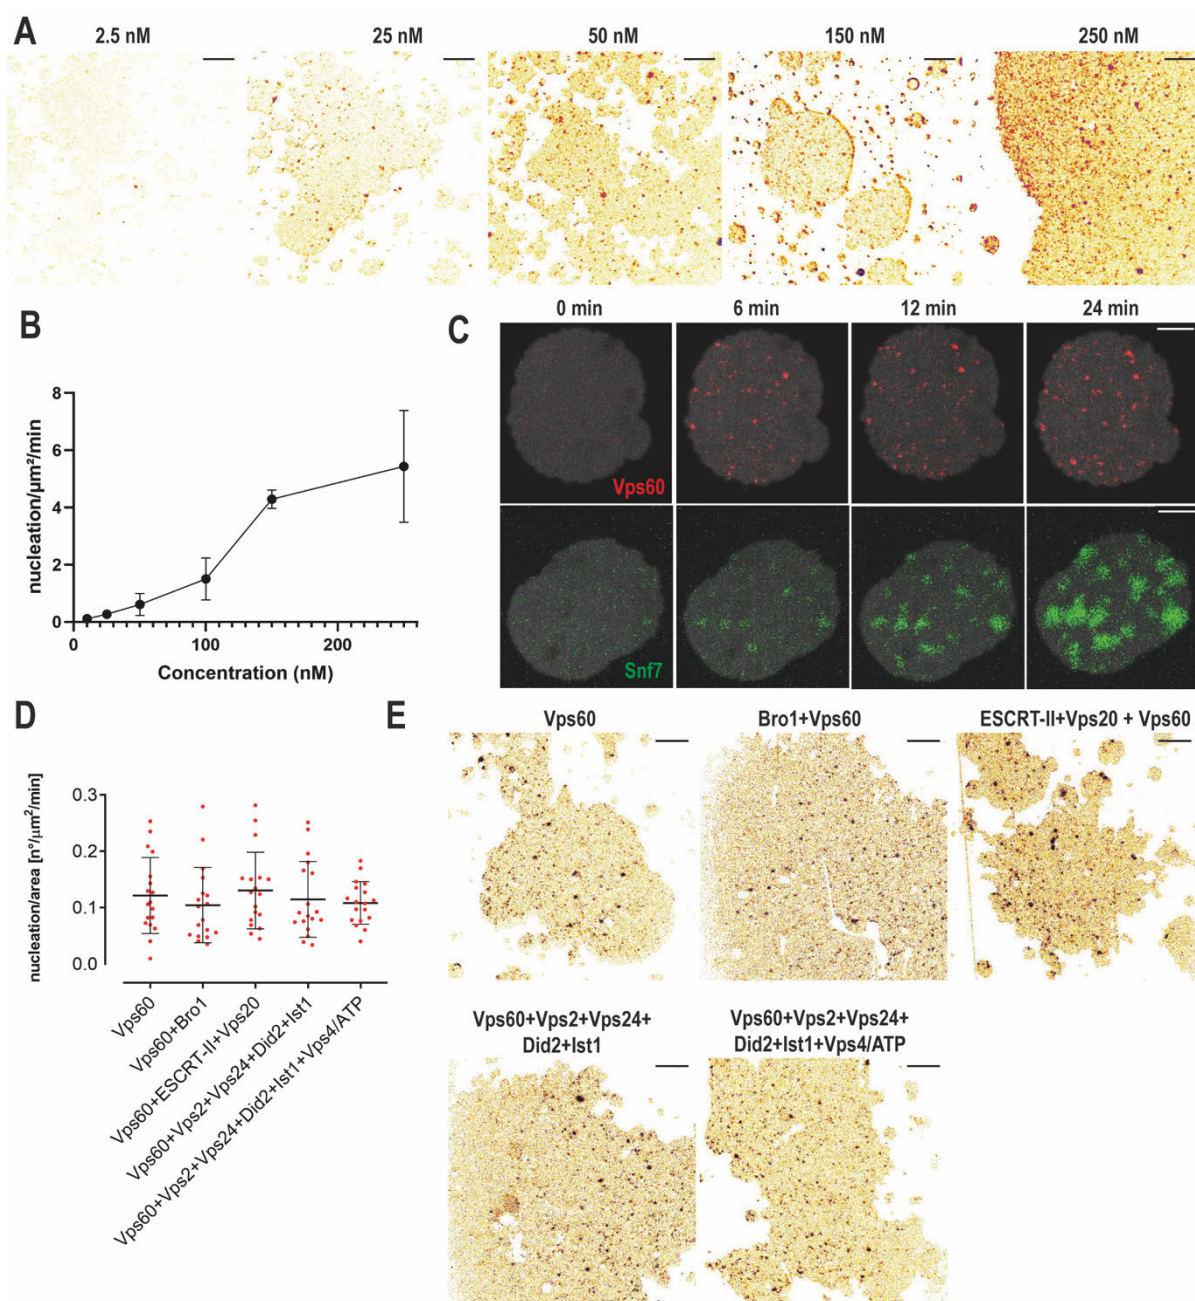 A
2.5 nM 25 nM 50 nM 150 nM 250 nM
B
nucleation/µm²/min
8
6
4
2
0
0 100 200
Concentration (nM)
C
0 min 6 min 12 min 24 min
Vps60
Snf7
D
nucleation/area [n°/µm²/min]
0.3
0.2
0.1
0.0
Vps60
Vps60+Bro1
Vps60+ESCRT-II+Vps20
Vps60+Vps2+Vps24+Did2+Ist1
Vps60+Vps2+Vps24+Did2+Ist1+Vps4/ATP
E
Vps60 Bro1+Vps60 ESCRT-II+Vps20 + Vps60
Vps60+Vps2+Vps24+
Did2+Ist1
Vps60+Vps2+Vps24+
Did2+Ist1+Vps4/ATP